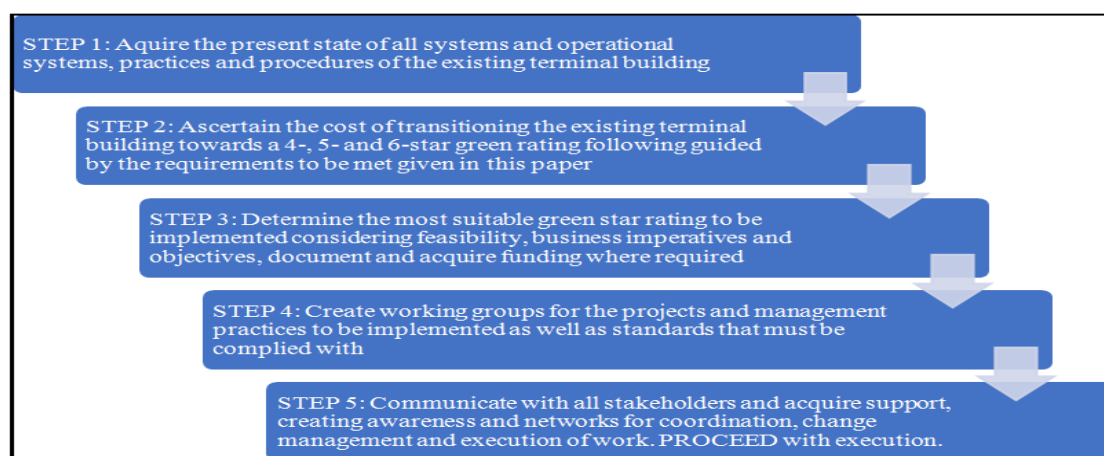 STEP 1: Aquire the present state of all systems and operational
systems, practices and procedures of the existing terminal building
STEP 2: Ascertain the cost of transitioning the existing terminal
building towards a 4-, 5- and 6-star green rating following guided
by the requirements to be met given in this paper
STEP 3: Determine the most suitable green star rating to be
implemented considering feasibility, business imperatives and
objectives, document and acquire funding where required
STEP 4: Create working groups for the projects and management
practices to be implemented as well as standards that must be
complied with
STEP 5: Communicate with all stakeholders and acquire support,
creating awareness and networks for coordination, change
management and execution of work. PROCEED with execution.